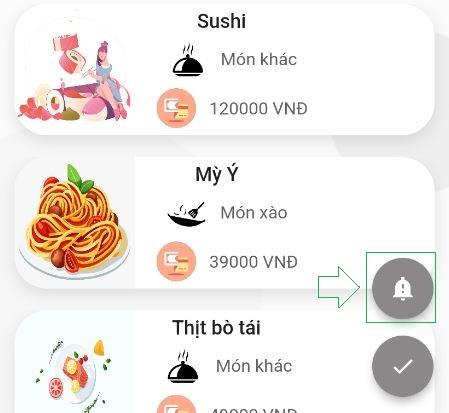 Sushi
Món khác
120000 VNĐ
Mỳ Ý
Món xào
39000 VNĐ
Thịt bò tái
Món khác